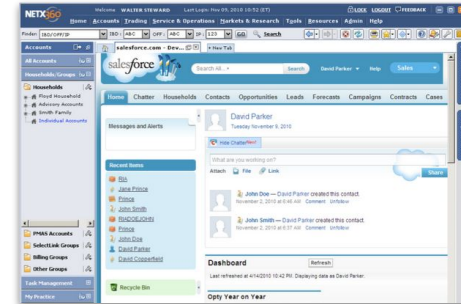 NETX360
Welcome WALTER STEWARD Last Login: Nov 09, 2010 10:52 (ET)
LOCK LOGOUT FEEDBACK
Home Accounts Trading Service & Operations Markets & Research Tools Resources Admin Help
Finder: IBD/OFF/IP IBD: ABC OFF: ABC IP: 123 GO Search
Accounts
All Accounts
Households/Groups
Households
Floyd Household
Advisory Accounts
Smith Family
Individual Accounts
PMAS Accounts
SelectLink Groups
Billing Groups
Other Groups
Task Management
My Practice
salesforce.com - Dev...
+ New Tab
salesforce
Search All...
Search
David Parker
Help
Sales
Home Chatter Households Contacts Opportunities Leads Forecasts Campaigns Contracts Cases
Messages and Alerts
Recent Items
RIA
Jane Prince
Prince
John Smith
RIADOEJOHN
Prince
John Doe
David Parker
David Copperfield
Recycle Bin
David Parker
Tuesday November 9, 2010
Hide Chatter
What are you working on?
Attach File Link
Share
John Doe — David Parker created this contact.
November 2, 2010 at 6:46 AM Comment Unfollow
John Smith — David Parker created this contact.
November 2, 2010 at 6:37 AM Comment Unfollow
Dashboard
Refresh
Last refreshed at 4/14/2010 10:42 PM. Displaying data as David Parker.
Opty Year on Year